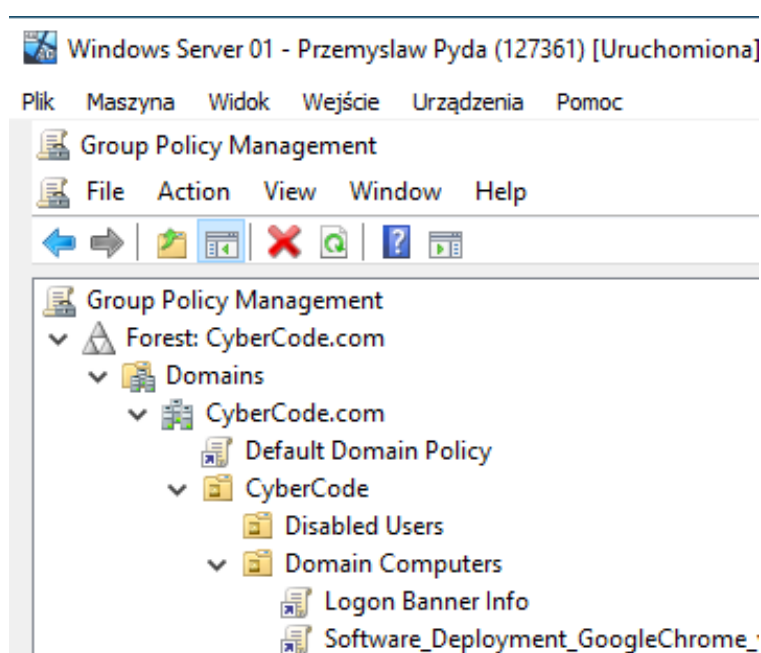 Windows Server 01 - Przemyslaw Pyda (127361) [Uruchomiona]
Plik Maszyna Widok Wejście Urządzenia Pomoc
Group Policy Management
File Action View Window Help
Group Policy Management
Forest: CyberCode.com
Domains
CyberCode.com
Default Domain Policy
CyberCode
Disabled Users
Domain Computers
Logon Banner Info
Software_Deployment_GoogleChrome_